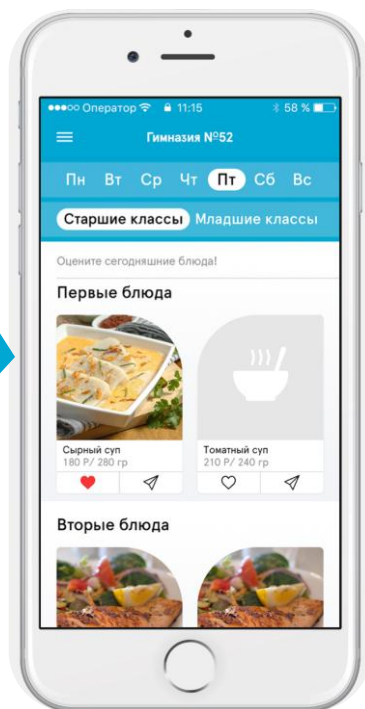 ●●●○○ Оператор 11:15 58 %
Гимназия №52
Пн Вт Ср Чт Пт Сб Вс
Старшие классы Младшие классы
Оцените сегодняшние блюда!
Первые блюда
Сырный суп Томатный суп
180 Р/ 280 гр 210 Р/ 240 гр
Вторые блюда